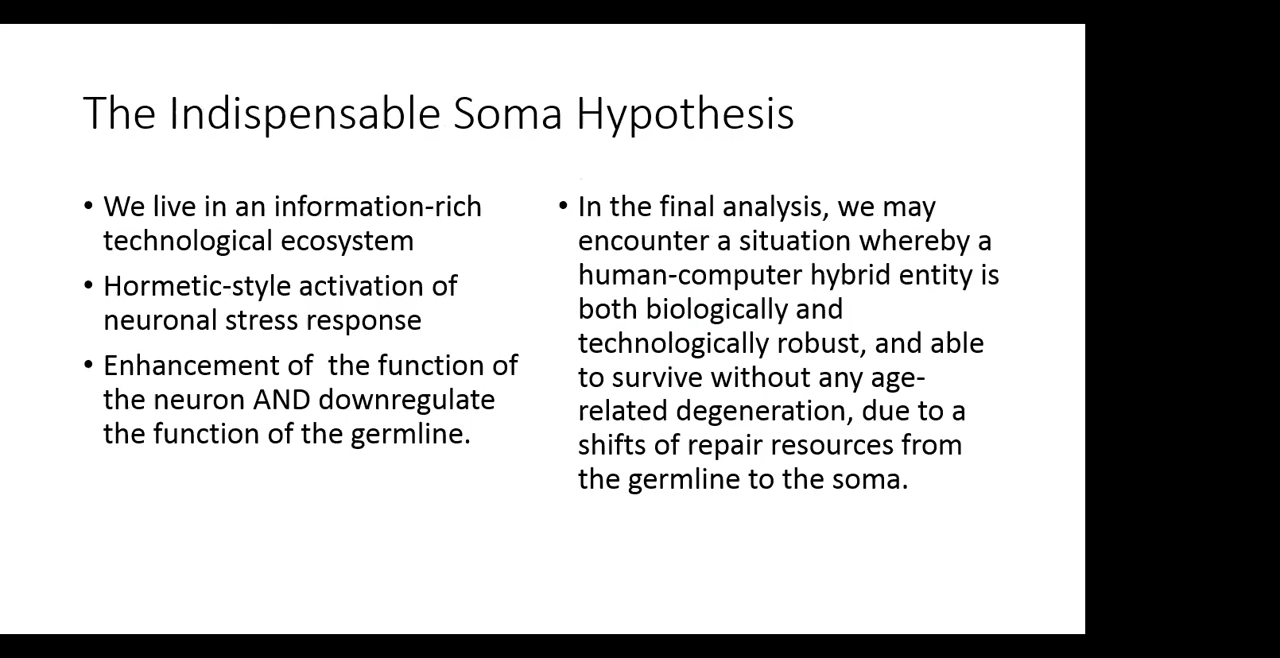 The Indispensable Soma Hypothesis
• We live in an information-rich
technological ecosystem
• Hormetic-style activation of
neuronal stress response
• Enhancement of  the function of
the neuron AND downregulate
the function of the germline.
• In the final analysis, we may
encounter a situation whereby a
human-computer hybrid entity is
both biologically and
technologically robust, and able
to survive without any age-
related degeneration, due to a
shifts of repair resources from
the germline to the soma.